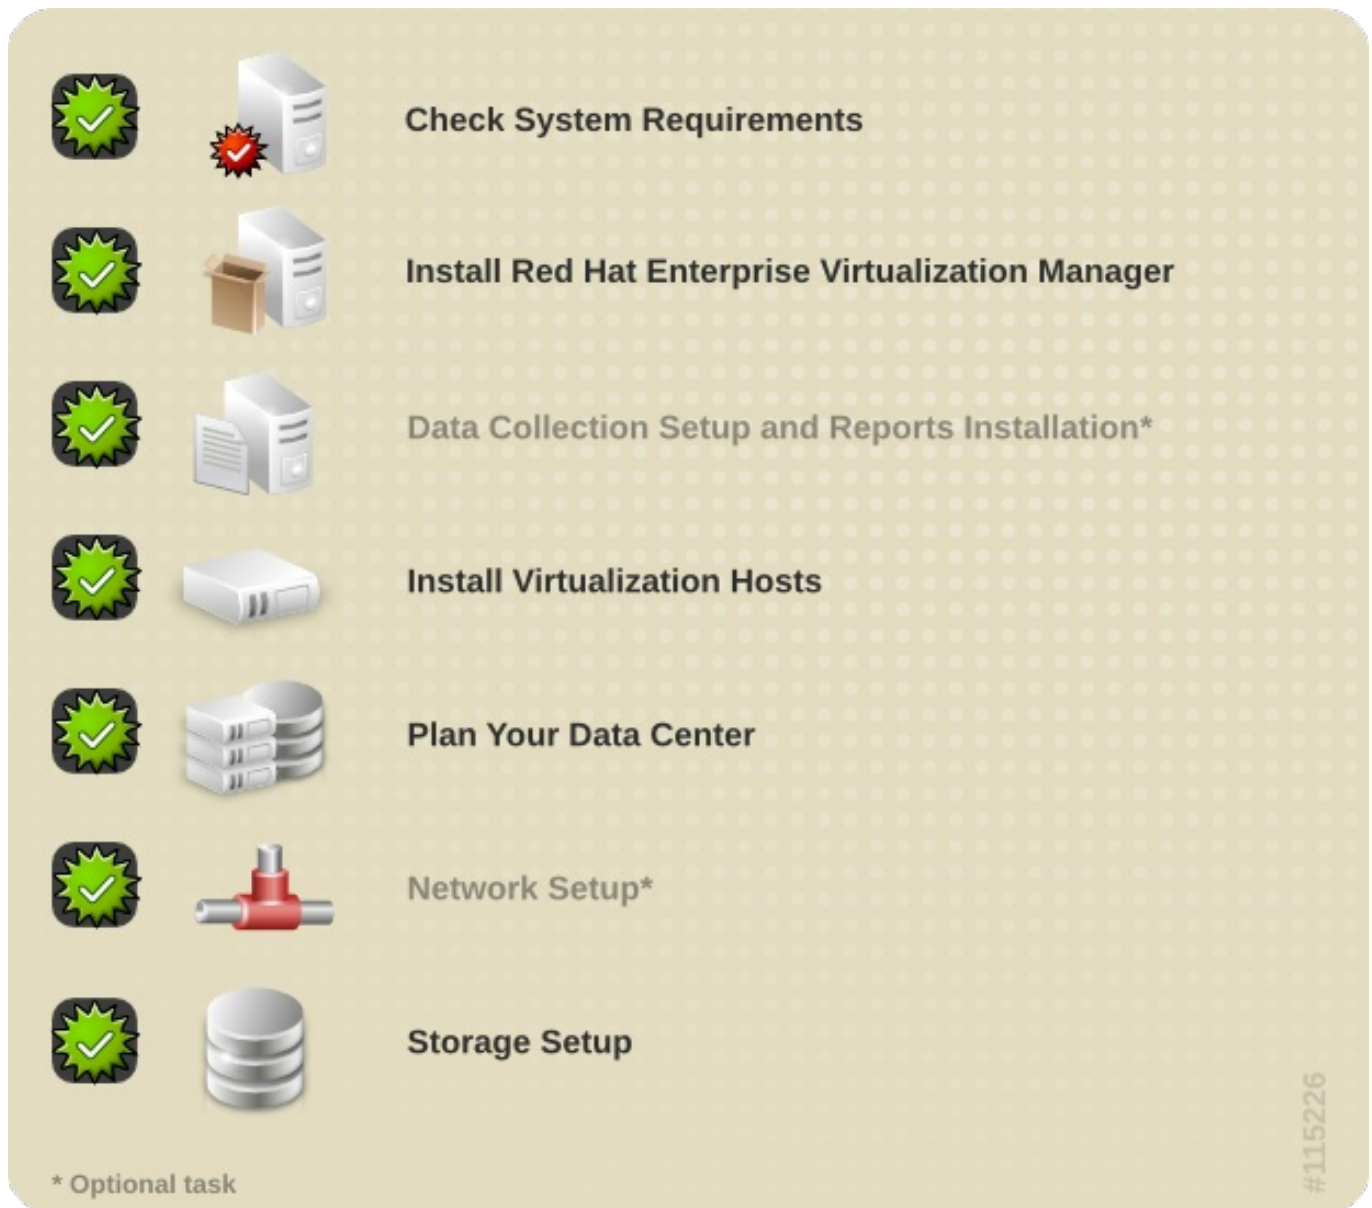 Check System Requirements
Install Red Hat Enterprise Virtualization Manager
Data Collection Setup and Reports Installation*
Install Virtualization Hosts
Plan Your Data Center
Network Setup*
Storage Setup
* Optional task
#115226